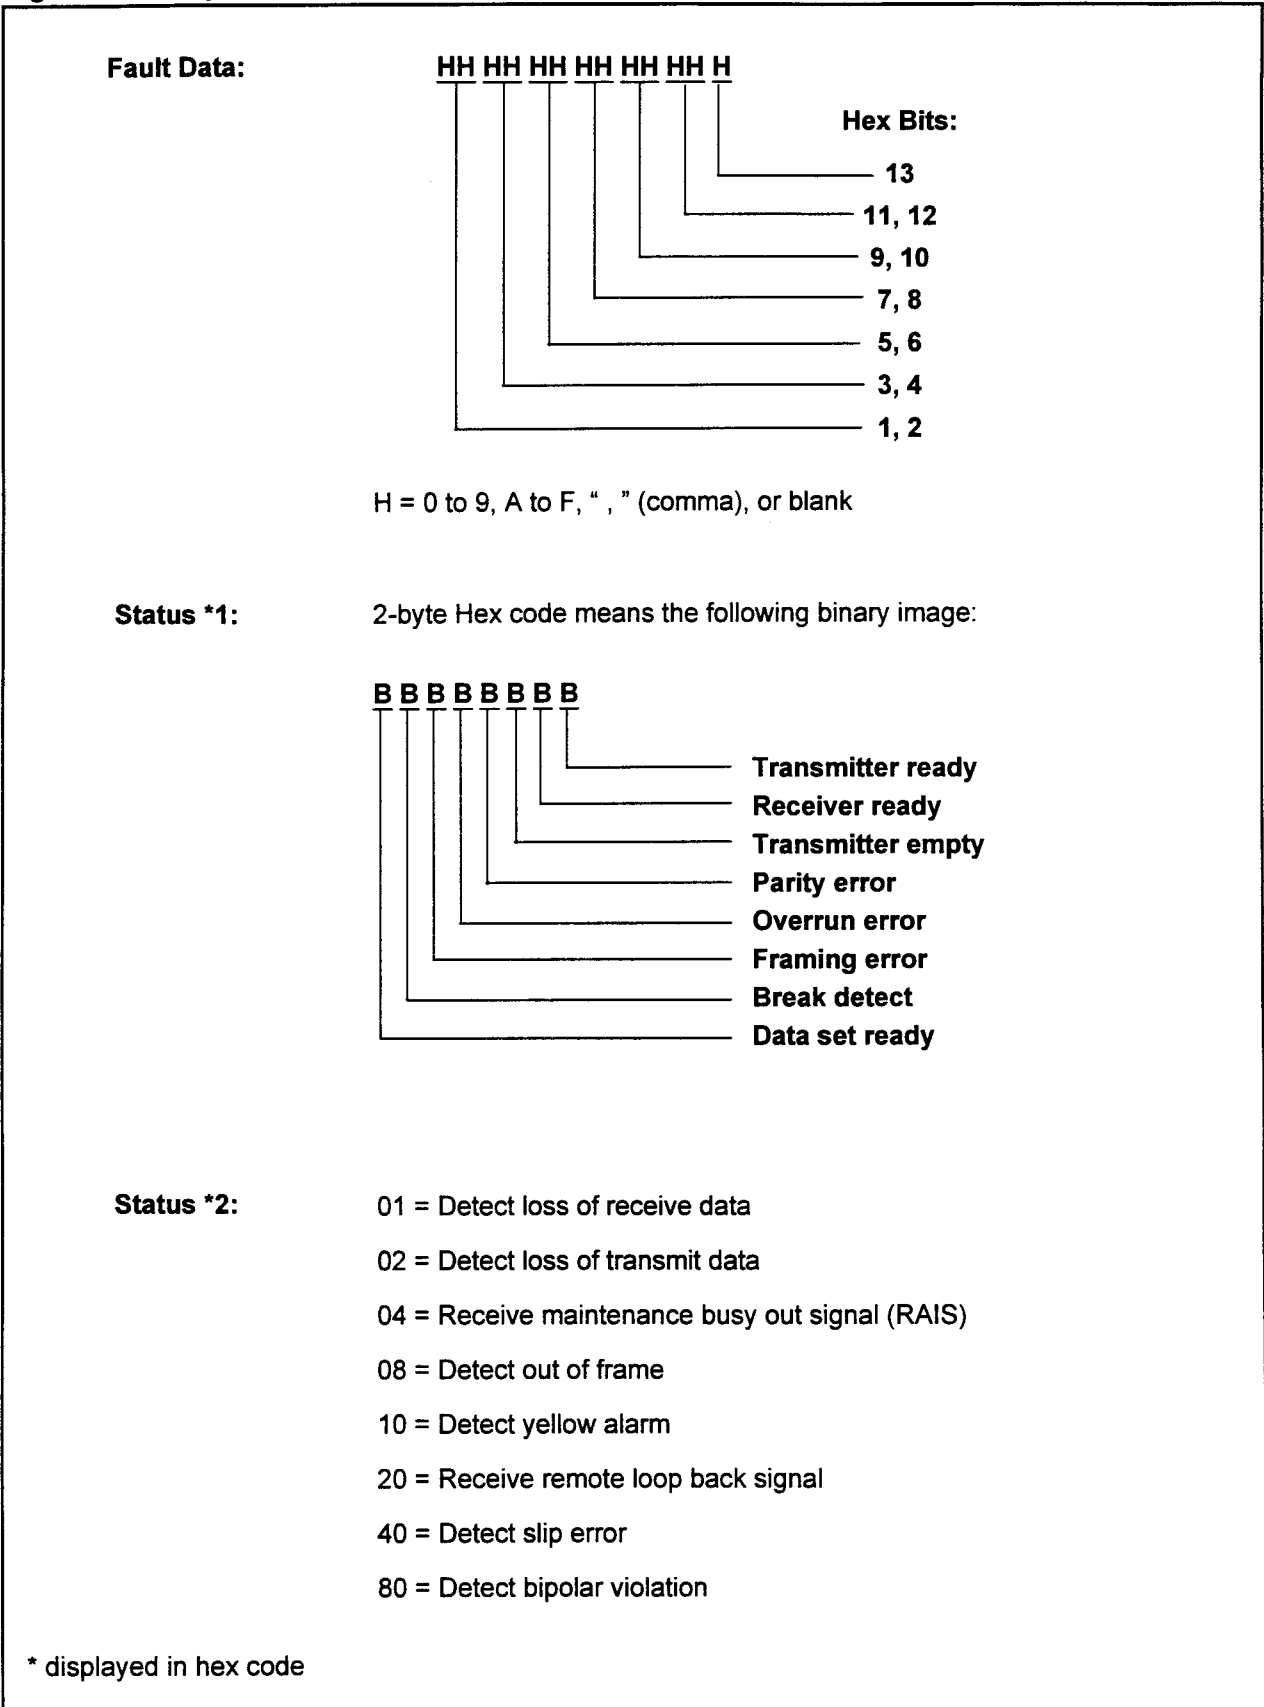 Fault Data: HH HH HH HH HH HH H
Hex Bits:
13
11, 12
9, 10
7, 8
5, 6
3, 4
1, 2
H = 0 to 9, A to F, “ , ” (comma), or blank
Status *1: 2-byte Hex code means the following binary image:
B B B B B B B B
Transmitter ready
Receiver ready
Transmitter empty
Parity error
Overrun error
Framing error
Break detect
Data set ready
Status *2: 01 = Detect loss of receive data
02 = Detect loss of transmit data
04 = Receive maintenance busy out signal (RAIS)
08 = Detect out of frame
10 = Detect yellow alarm
20 = Receive remote loop back signal
40 = Detect slip error
80 = Detect bipolar violation
* displayed in hex code